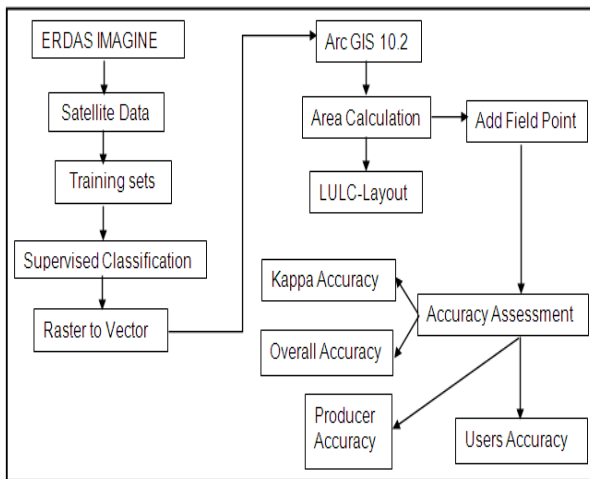 ERDAS IMAGINE
Satellite Data
Training sets
Supervised Classification
Raster to Vector
Arc GIS 10.2
Area Calculation
Add Field Point
LULC-Layout
Kappa Accuracy
Accuracy Assessment
Overall Accuracy
Producer
Accuracy
Users Accuracy